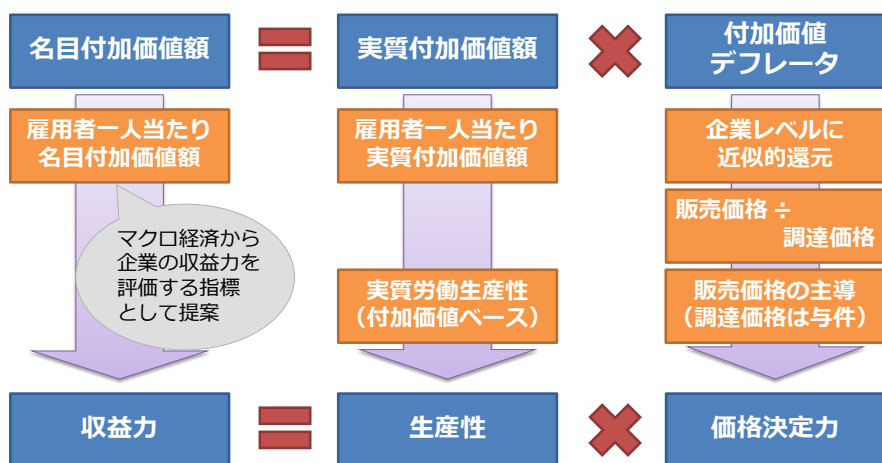 名目付加価値額
実質付加価値額
付加価値
デフレータ
雇用者一人当たり
名目付加価値額
雇用者一人当たり
実質付加価値額
企業レベルに
近似的還元
販売価格÷
調達価格
マクロ経済から
企業の収益力を
評価する指標
として提案
実質労働生産性
（付加価値ベース）
販売価格の主導
（調達価格は与件）
収益力
生産性
価格決定力